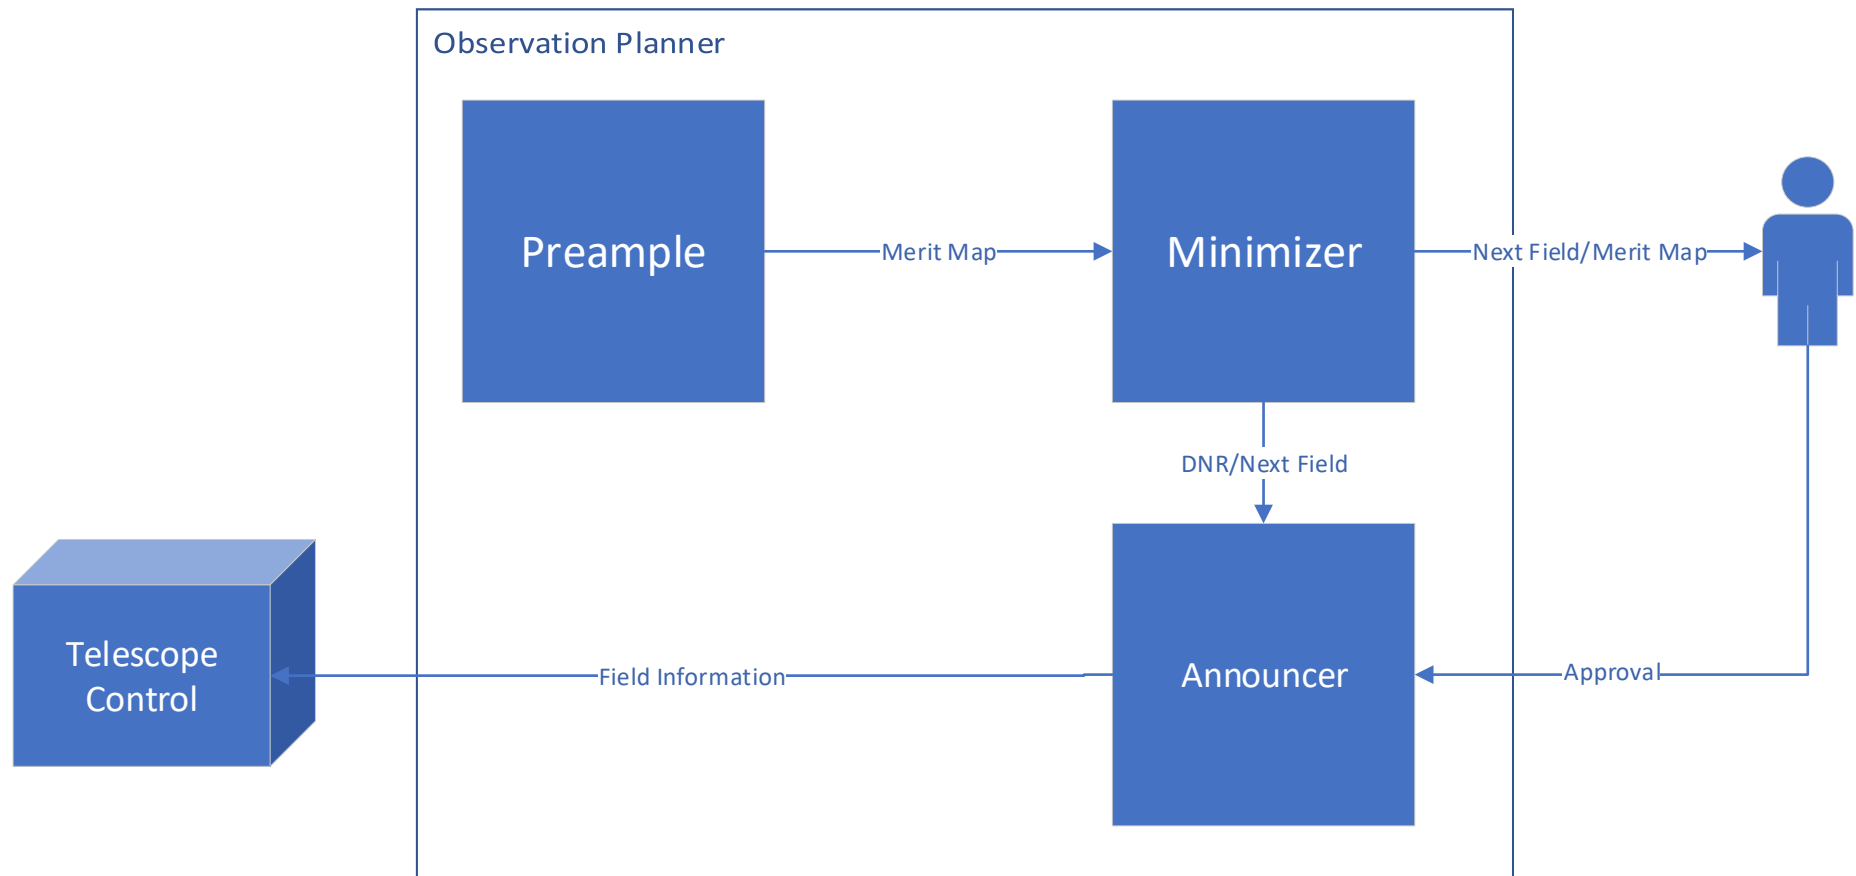 Observation Planner
Preample
Merit Map
Minimizer
Next Field/Merit Map
DNR/Next Field
Telescope
Control
Field Information
Announcer
Approval